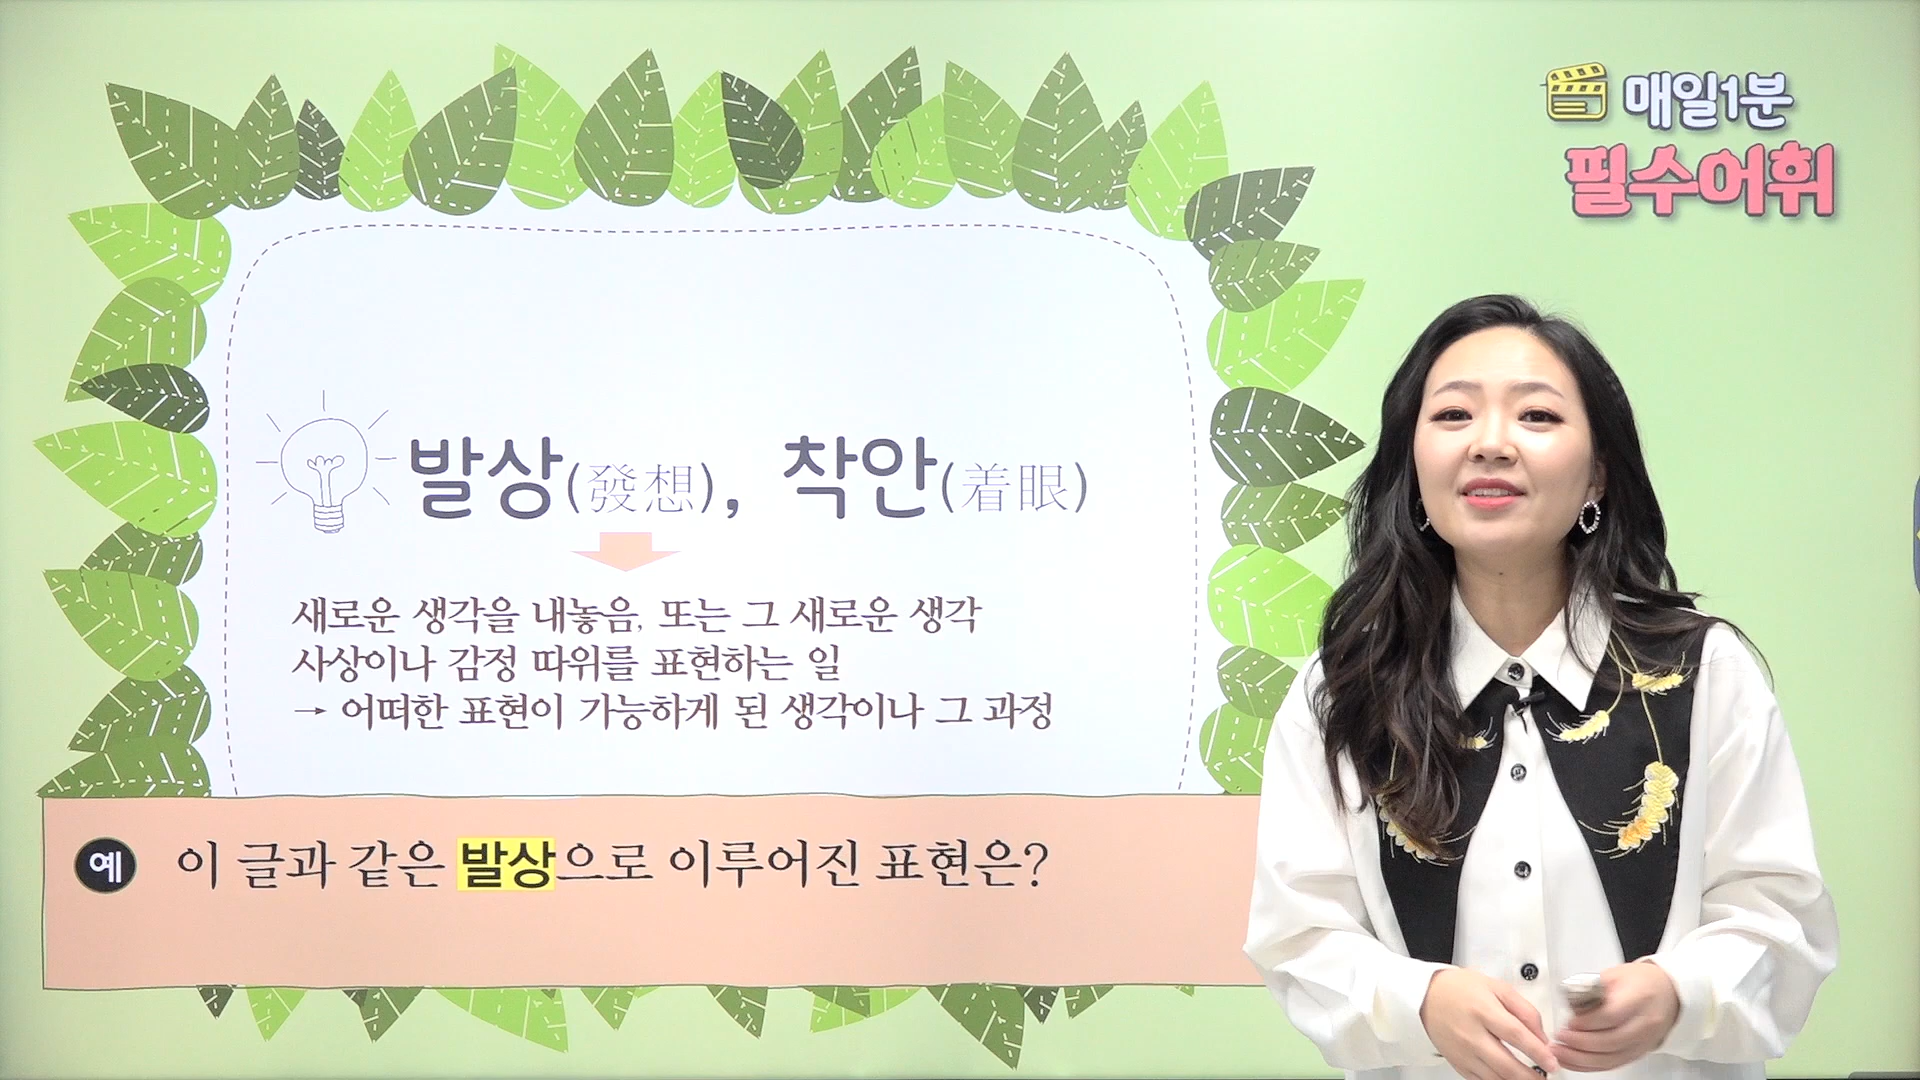 매일1분
필수어휘
발상(發想), 착안(着眼)
새로운 생각을 내놓음, 또는 그 새로운 생각
사상이나 감정 따위를 표현하는 일
→ 어떠한 표현이 가능하게 된 생각이나 그 과정
예 이 글과 같은 발상으로 이루어진 표현은?